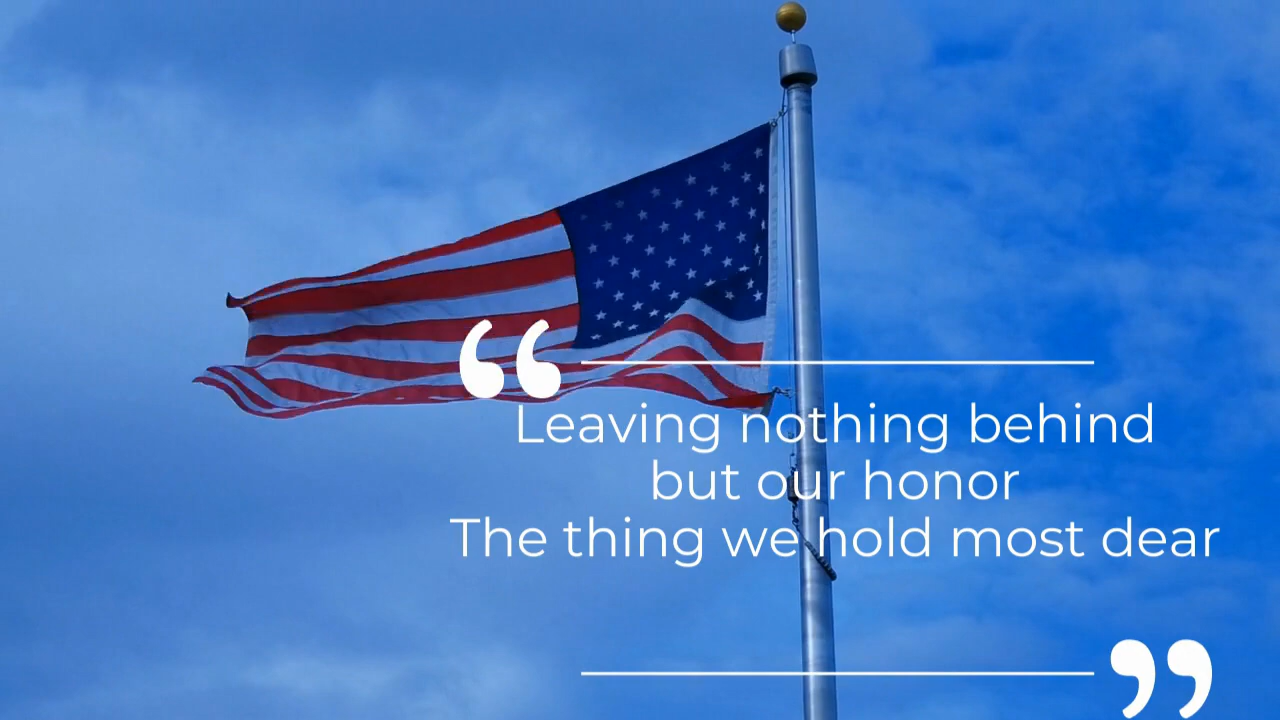 “
Leaving nothing behind
but our honor
The thing we hold most dear
”